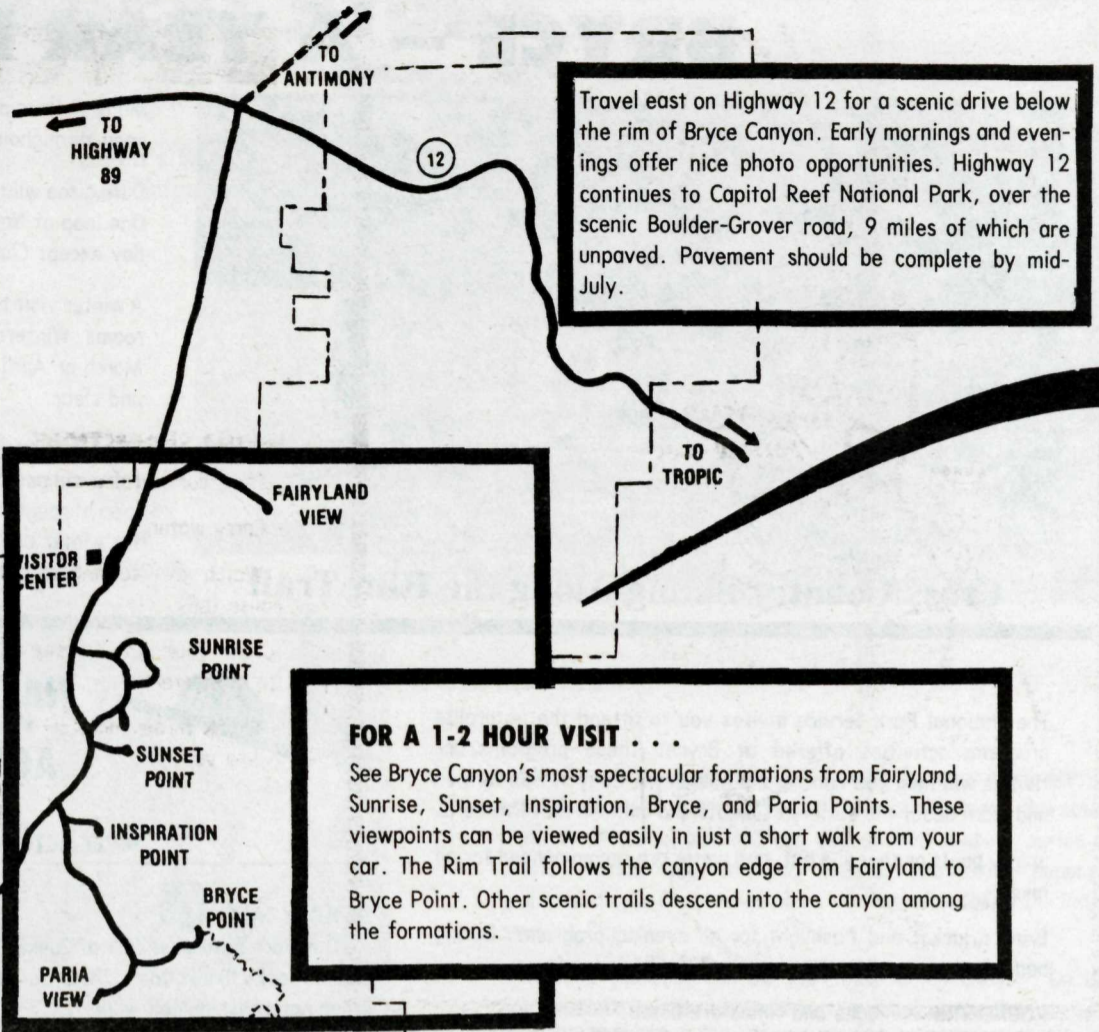 TO
ANTIMONY
TO
HIGHWAY
89
12
Travel east on Highway 12 for a scenic drive below
the rim of Bryce Canyon. Early mornings and even-
ings offer nice photo opportunities. Highway 12
continues to Capitol Reef National Park, over the
scenic Boulder-Grover road, 9 miles of which are
unpaved. Pavement should be complete by mid-
July.
TO
TROPIC
FAIRYLAND
VIEW
VISITOR
CENTER
SUNRISE
POINT
SUNSET
POINT
INSPIRATION
POINT
BRYCE
POINT
PARIA
VIEW
FOR A 1-2 HOUR VISIT
See Bryce Canyon's most spectacular formations from Fairyland,
Sunrise, Sunset, Inspiration, Bryce, and Paria Points. These
viewpoints can be viewed easily in just a short walk from your
car. The Rim Trail follows the canyon edge from Fairyland to
Bryce Point. Other scenic trails descend into the canyon among
the formations.